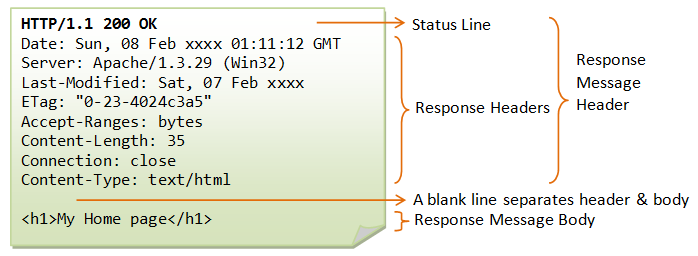 HTTP/1.1 200 OK
Date: Sun, 08 Feb xxxx 01:11:12 GMT
Server: Apache/1.3.29 (Win32)
Last-Modified: Sat, 07 Feb xxxx
ETag: "0-23-4024c3a5"
Accept-Ranges: bytes
Content-Length: 35
Connection: close
Content-Type: text/html
<h1>My Home page</h1>
Status Line
Response Headers
Response
Message
Header
A blank line separates header & body
Response Message Body